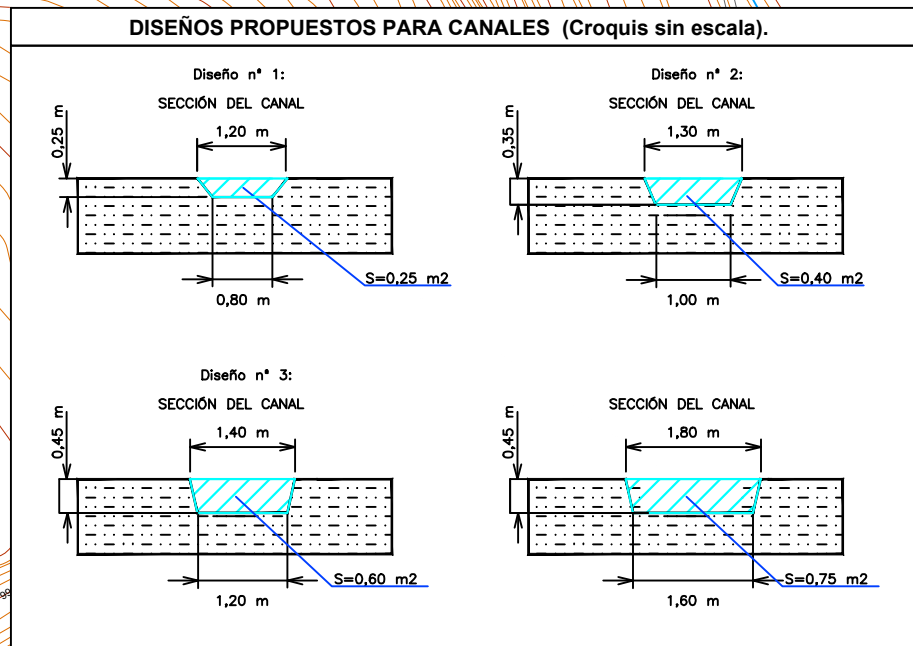 DISEÑOS PROPUESTOS PARA CANALES (Croquis sin escala).
Diseño n° 1:
SECCIÓN DEL CANAL
1,20 m
0,25 m
S=0,25 m2
0,80 m
Diseño n° 2:
SECCIÓN DEL CANAL
1,30 m
0,35 m
S=0,40 m2
1,00 m
Diseño n° 3:
SECCIÓN DEL CANAL
1,40 m
0,45 m
S=0,60 m2
1,20 m
SECCIÓN DEL CANAL
1,80 m
0,45 m
S=0,75 m2
1,60 m